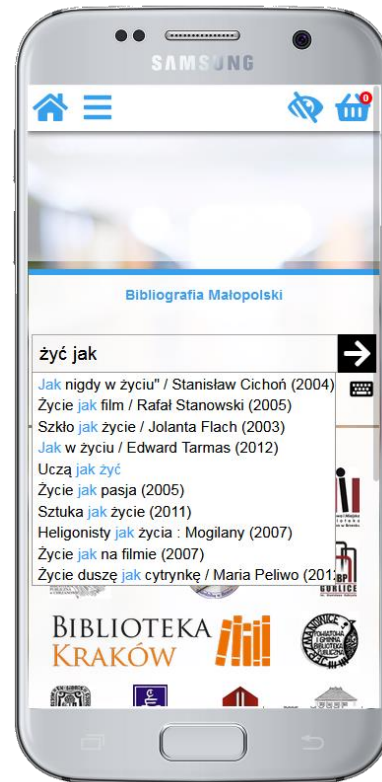 SAMSUNG
0
Bibliografia Małopolski
żyć jak
Jak nigdy w życiu" / Stanisław Cichoń (2004)
Życie jak film / Rafał Stanowski (2005)
Szkło jak życie / Jolanta Flach (2003)
Jak w życiu / Edward Tarmas (2012)
Uczą jak żyć
Życie jak pasja (2005)
Sztuka jak życie (2011)
Heligonisty jak życia : Mogilany (2007)
Życie jak na filmie (2007)
Życie duszę jak cytrynkę / Maria Peliwo (201
GORLICE
BIBLIOTEKA
KRAKÓW